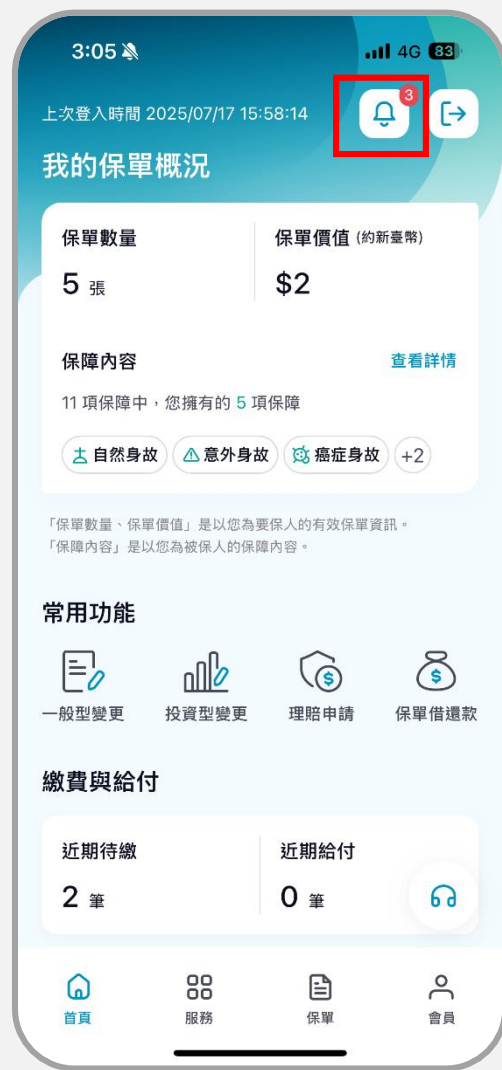 3:05 4G 83
上次登入時間 2025/07/17 15:58:14 3
我的保單概況
保單數量 保單價值 (約新臺幣)
5 張 $2
保障內容 查看詳情
11 項保障中，您擁有的 5 項保障
自然身故 意外身故 癌症身故 +2
「保單數量、保單價值」是以您為要保人的有效保單資訊。
「保障內容」是以您為被保人的保障內容。
常用功能
一般型變更 投資型變更 理賠申請 保單借還款
繳費與給付
近期待繳 近期給付
2 筆 0 筆
首頁 服務 保單 會員